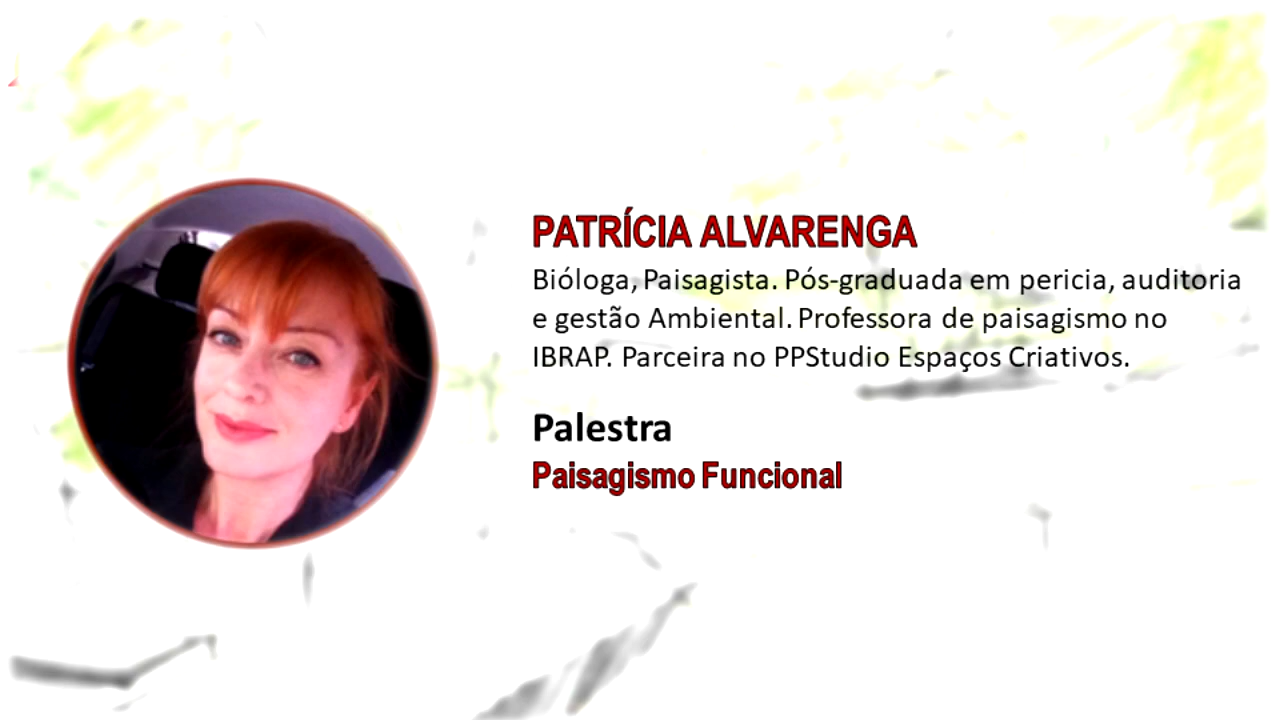 PATRÍCIA ALVARENGA
Bióloga, Paisagista. Pós-graduada em pericia, auditoria
e gestão Ambiental. Professora de paisagismo no
IBRAP. Parceira no PPStudio Espaços Criativos.
Palestra
Paisagismo Funcional